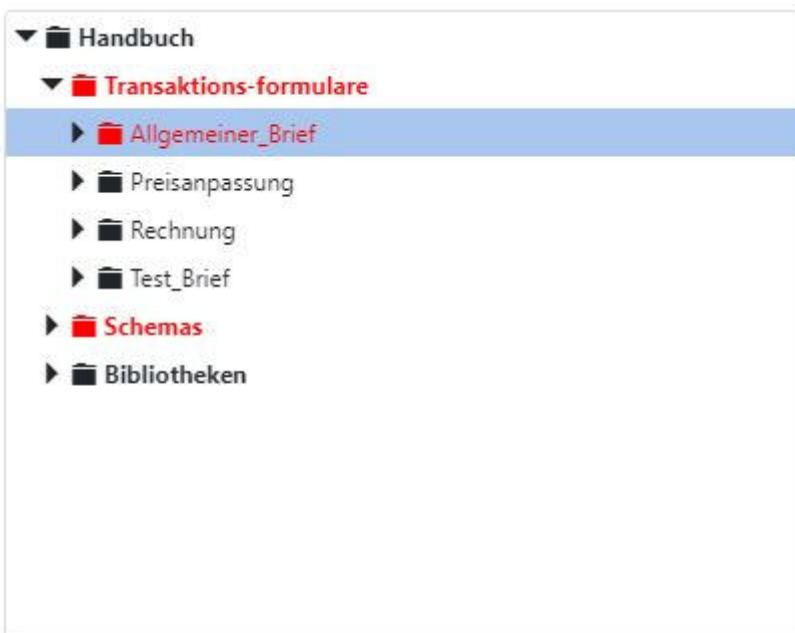 Handbuch
Transaktions-formulare
Allgemeiner_Brief
Preisanpassung
Rechnung
Test_Brief
Schemas
Bibliotheken